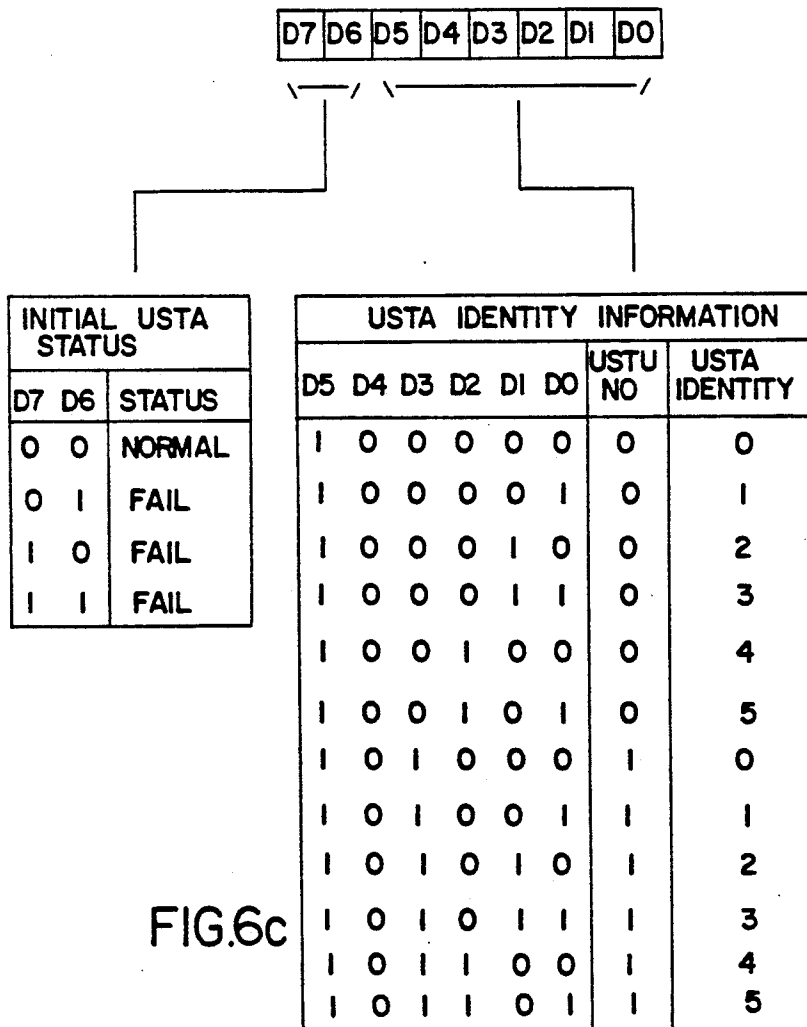 D7 D6 D5 D4 D3 D2 D1 D0
INITIAL USTA STATUS
D7 D6 STATUS
0 0 NORMAL
0 1 FAIL
1 0 FAIL
1 1 FAIL
USTA IDENTITY INFORMATION
D5 D4 D3 D2 D1 D0 USTU NO USTA IDENTITY
1 0 0 0 0 0 0 0
1 0 0 0 0 1 0 1
1 0 0 0 1 0 0 2
1 0 0 0 1 1 0 3
1 0 0 1 0 0 0 4
1 0 0 1 0 1 0 5
1 0 1 0 0 0 1 0
1 0 1 0 0 1 1 1
1 0 1 0 1 0 1 2
1 0 1 0 1 1 1 3
1 0 1 1 0 0 1 4
1 0 1 1 0 1 1 5
FIG.6c